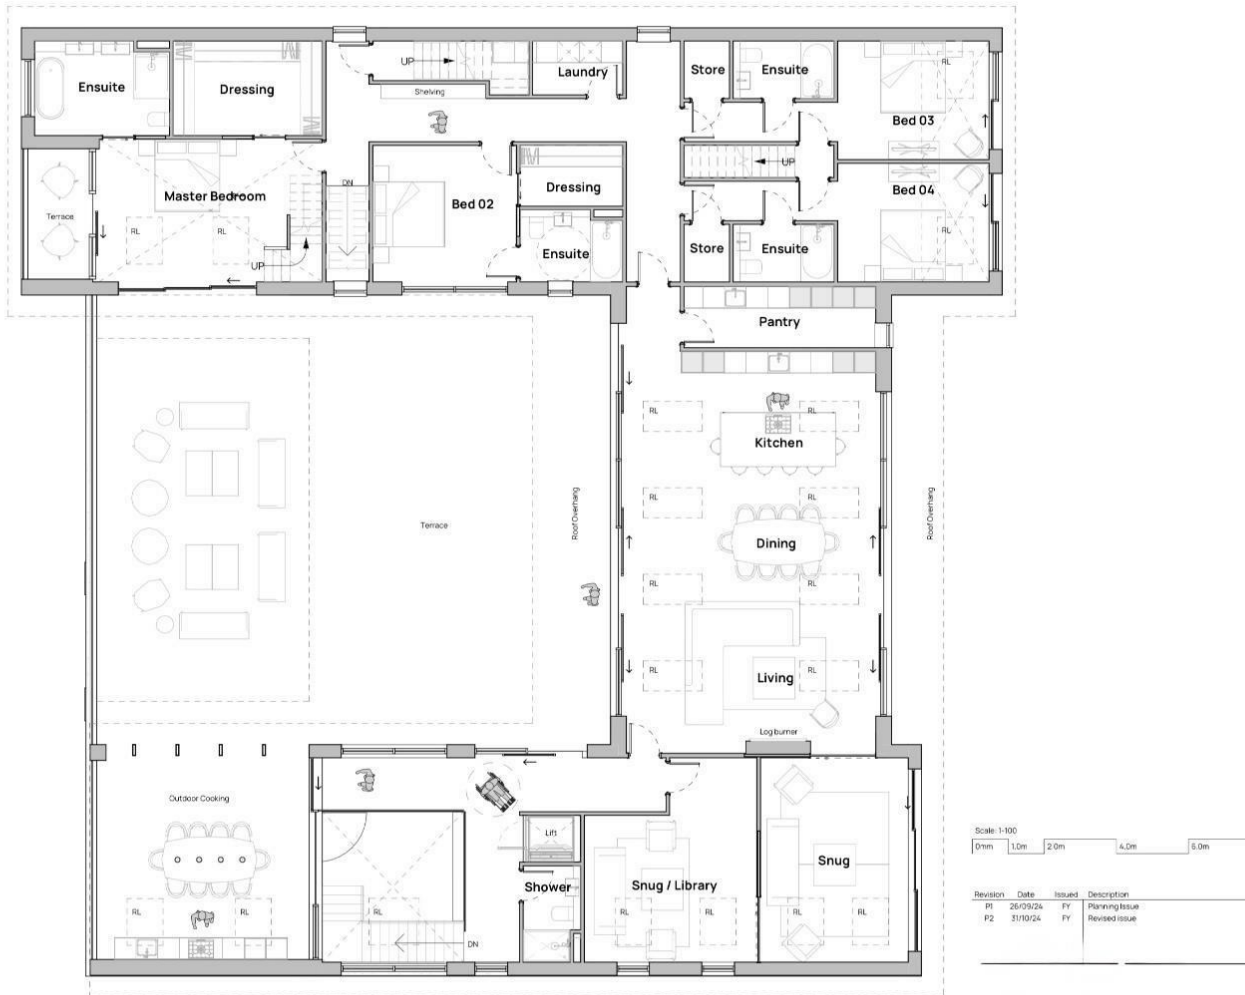 Ensuite
Dressing
UP
Shelving
Laundry
Store
Ensuite
RL
Bed 03
Master Bedroom
Terrace
RL
RL
UP
DN
Bed 02
Dressing
Ensuite
UP
Bed 04
RL
Store
Ensuite
Pantry
RL
RL
Kitchen
RL
RL
Dining
RL
RL
Living
RL
RL
Log burner
Terrace
Roof Overhang
Roof Overhang
Outdoor Cooking
RL
RL
RL
DN
Lift
Shower
Snug / Library
RL
RL
Snug
RL
RL
Scale: 1-100
0mm 1.0m 2.0m 4.0m 6.0m
Revision Date Issued Description
P1 26/09/24 FY Planning Issue
P2 31/10/24 FY Revised issue